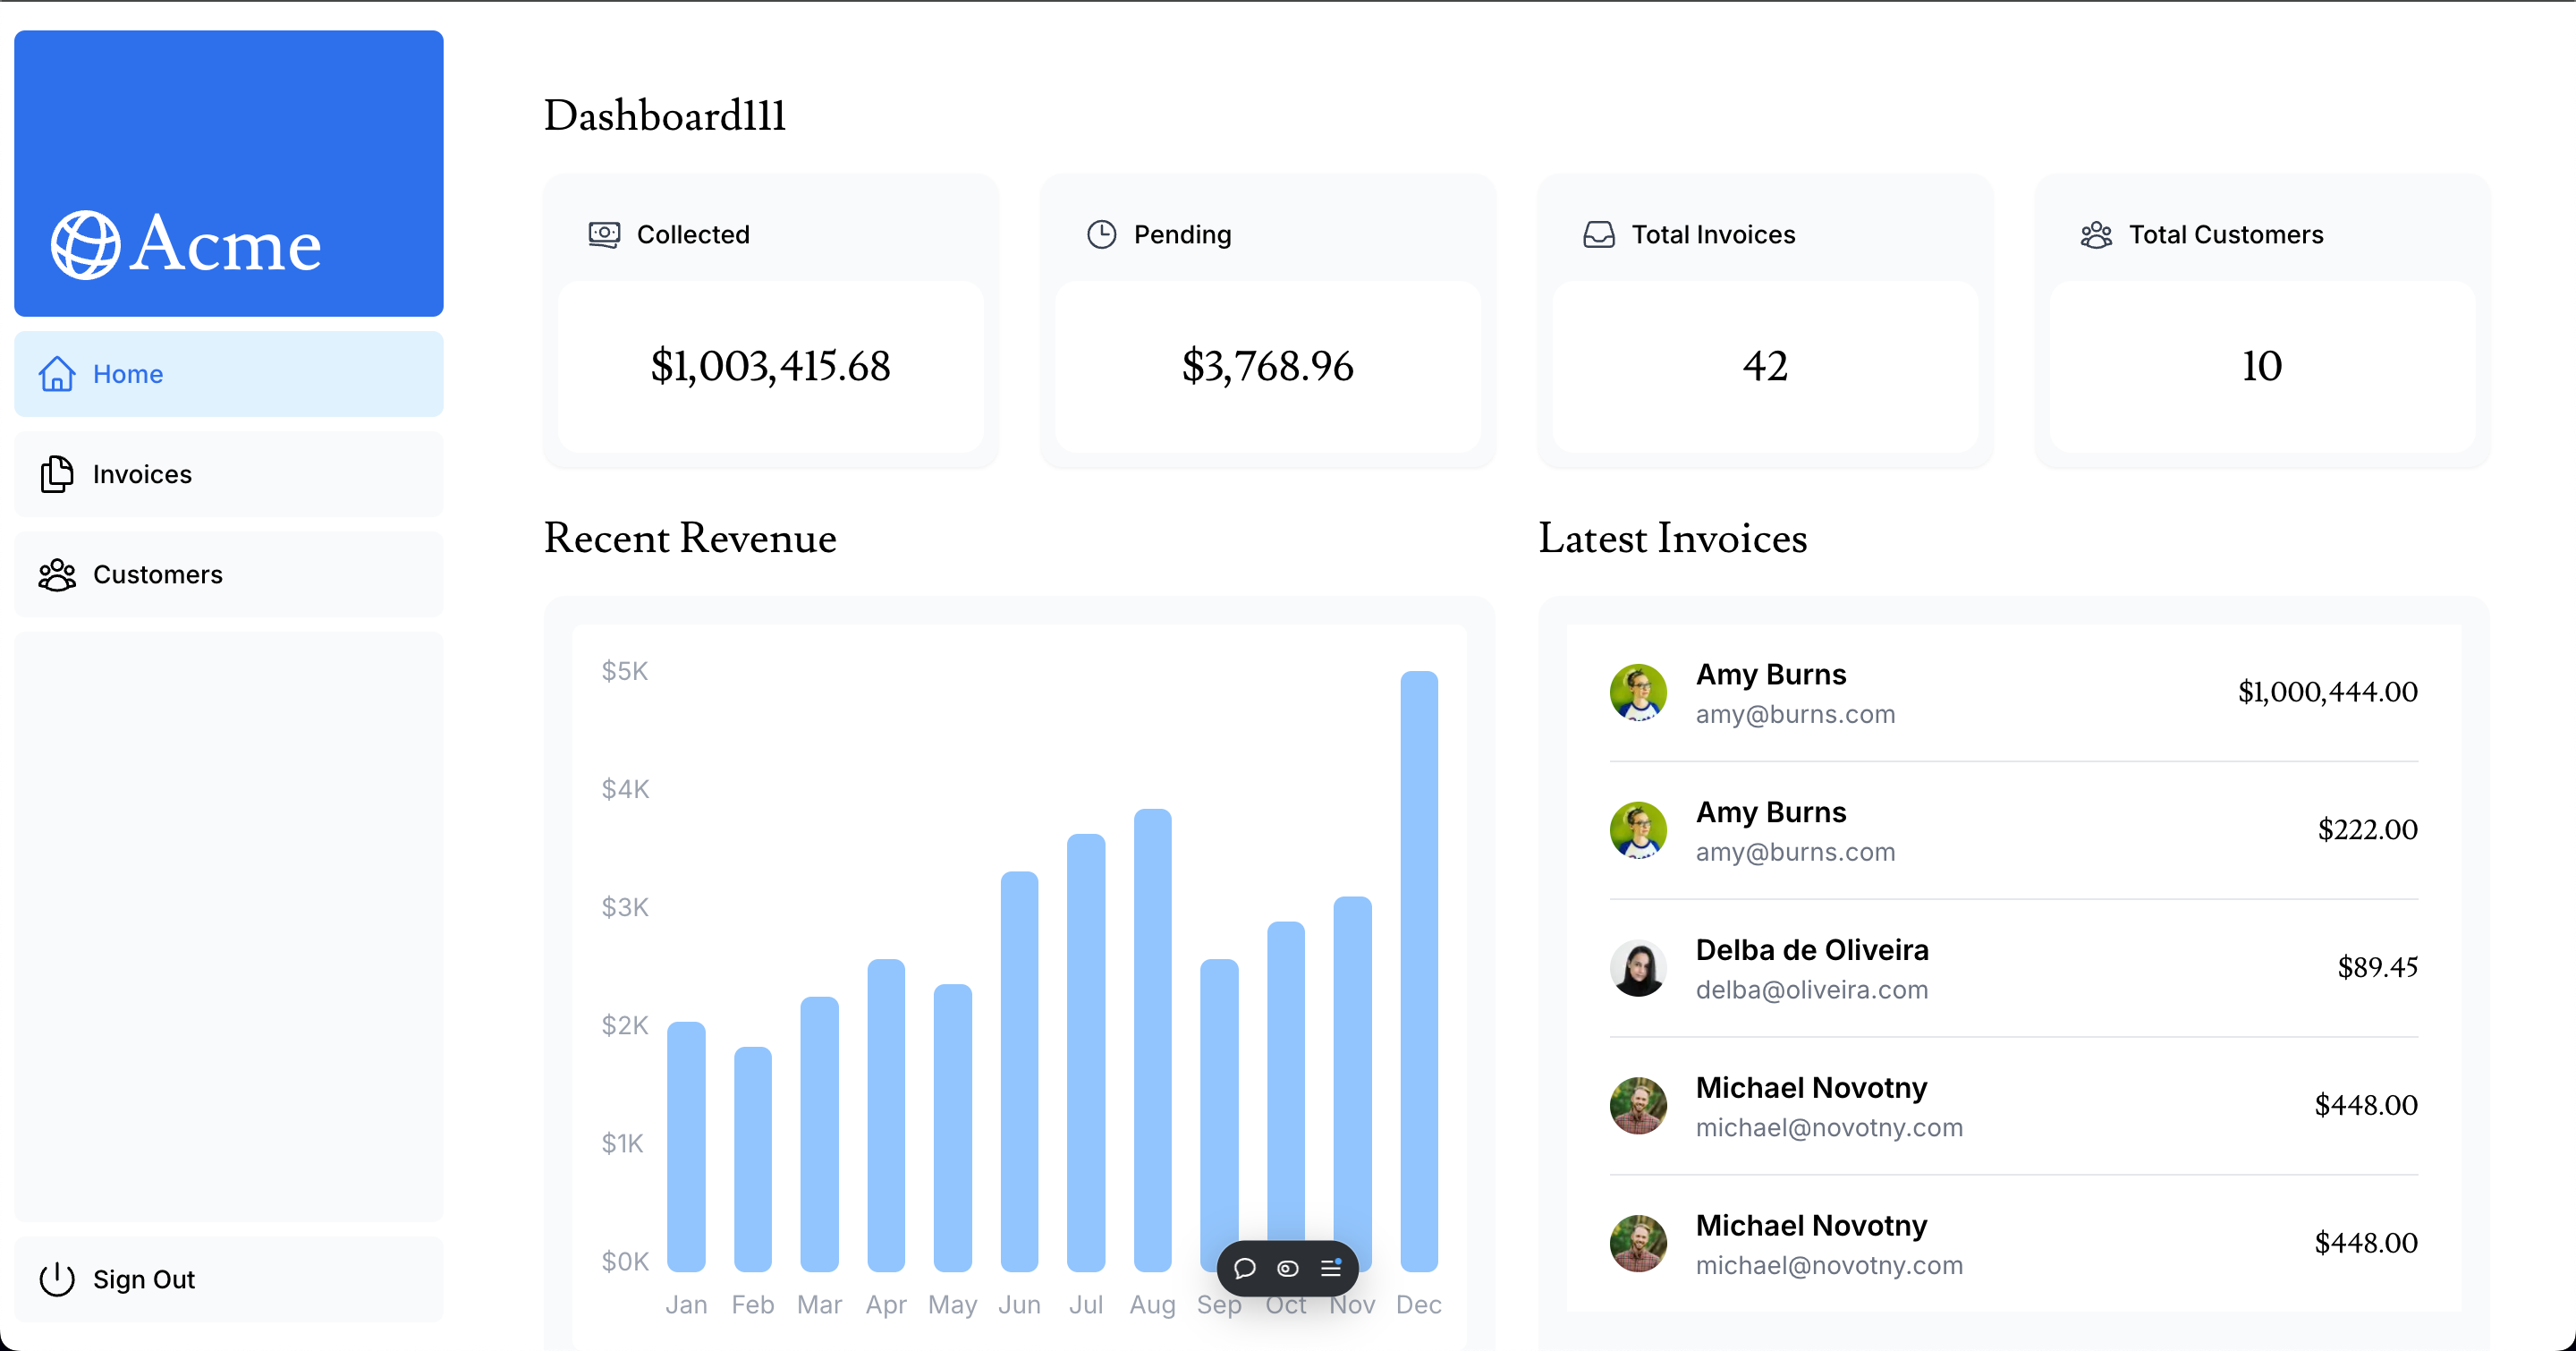 Acme
Home
Invoices
Customers
Sign Out
Dashboard111
Collected
$1,003,415.68
Pending
$3,768.96
Total Invoices
42
Total Customers
10
Recent Revenue
$5K
$4K
$3K
$2K
$1K
$0K
Jan Feb Mar Apr May Jun Jul Aug Sep Oct Nov Dec
Latest Invoices
Amy Burns
amy@burns.com
$1,000,444.00
Amy Burns
amy@burns.com
$222.00
Delba de Oliveira
delba@oliveira.com
$89.45
Michael Novotny
michael@novotny.com
$448.00
Michael Novotny
michael@novotny.com
$448.00